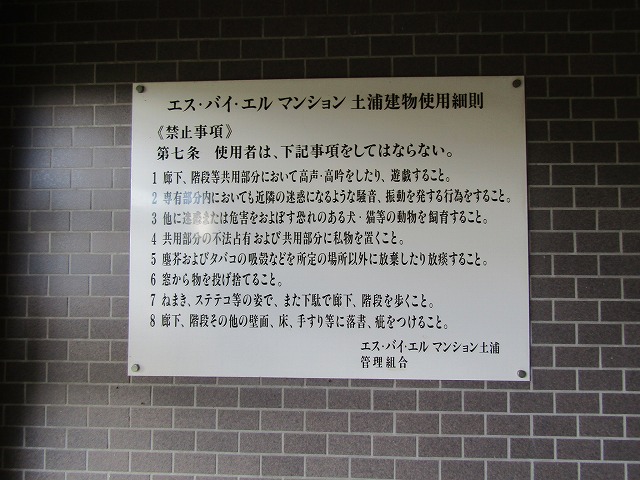 エス・バイ・エル マンション 土浦建物使用細則
《禁止事項》
第七条 使用者は、下記事項をしてはならない。
1 廊下、階段等共用部分において高声・高吟をしたり、遊戯すること。
2 専有部分内においても近隣の迷惑になるような騒音、振動を発する行為をすること。
3 他に迷惑または危害をおよぼす恐れのある犬・猫等の動物を飼育すること。
4 共用部分の不法占有および共用部分に私物を置くこと。
5 塵芥およびタバコの吸殻などを所定の場所以外に放棄したり放痰すること。
6 窓から物を投げ捨てること。
7 ねまき、ステテコ等の姿で、また下駄で廊下、階段を歩くこと。
8 廊下、階段その他の壁面、床、手すり等に落書、疵をつけること。
エス・バイ・エル マンション土浦
管理組合